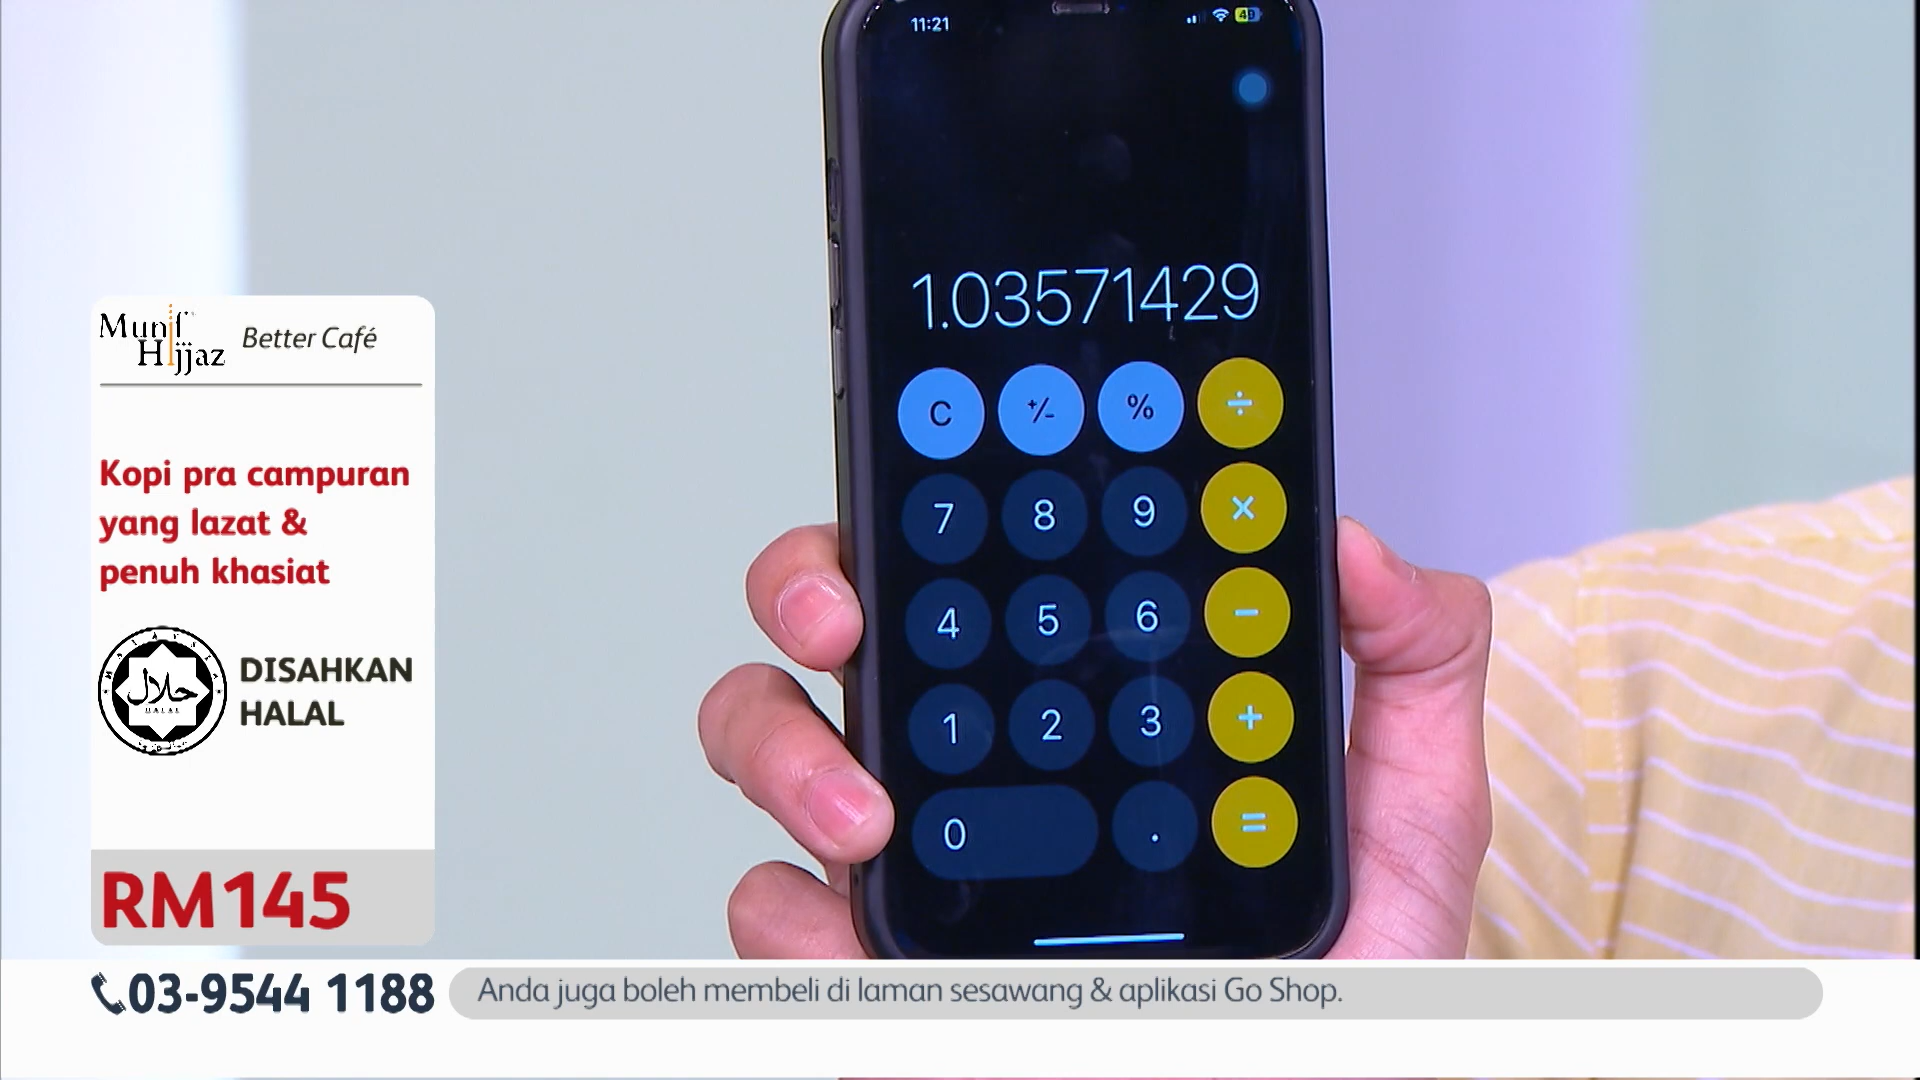 11:21
49
1.03571429
C
+/-
%
÷
7
8
9
×
4
5
6
−
1
2
3
+
0
.
=
Munif Hijjaz
Better Café
Kopi pra campuran
yang lazat &
penuh khasiat
حلال
HALAL
DISAHKAN
HALAL
RM145
03-9544 1188
Anda juga boleh membeli di laman sesawang & aplikasi Go Shop.